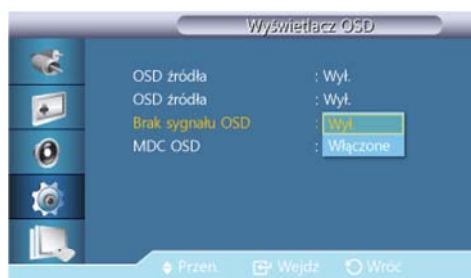 Wyświetlacz OSD
OSD źródła : Wył.
OSD źródła : Wył.
Brak sygnału OSD : Wył.
MDC OSD : Włączone
Przen. Wejdź Wróć